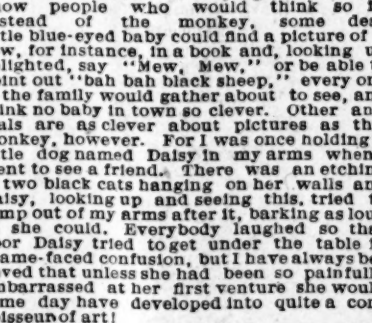 ow people who would think so i
stead of the monkey, some dea
tle blue-eyed baby could find a picture of
w, for instance, in a book and, looking u
lighted, say "Mew, Mew," or be able t
int out "bah bah black sheep," every on
the family would gather about to see, an
ink no baby in town so clever. Other an
als are as clever about pictures as th
onkey, however. For I was once holding
tle dog named Daisy in my arms when
ent to see a friend. There was an etchin
two black cats hanging on her walls an
aisy, looking up and seeing this, tried t
mp out of my arms after it, barking as lou
she could. Everybody laughed so tha
or Daisy tried to get under the table i
ame-faced confusion, but I have always be
ved that unless she had been so painfull
mbarrassed at her first venture she woul
me day have developed into quite a con
isseur of art!